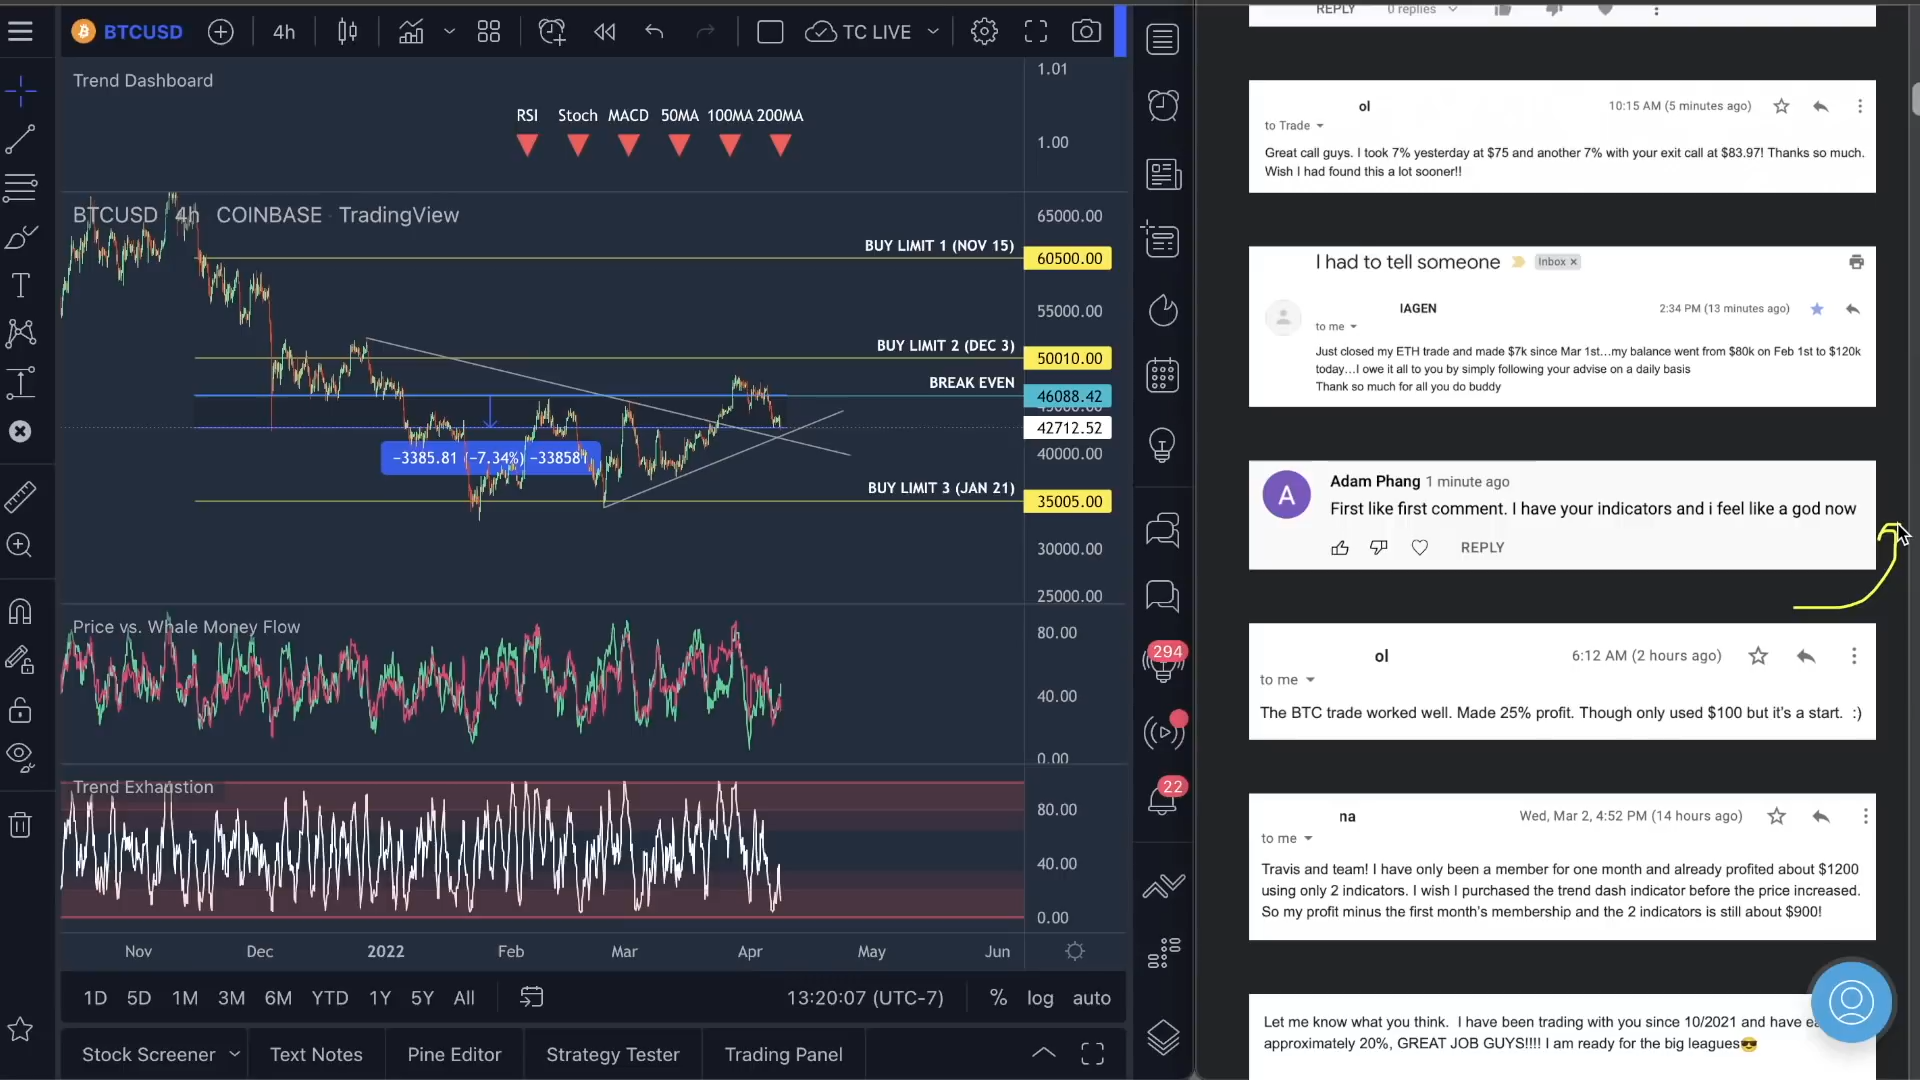 BTCUSD 4h TC LIVE
Trend Dashboard
RSI Stoch MACD 50MA 100MA 200MA
1.01
1.00
BTCUSD 4h COINBASE TradingView
65000.00
BUY LIMIT 1 (NOV 15) 60500.00
55000.00
BUY LIMIT 2 (DEC 3) 50010.00
BREAK EVEN 46088.42
45000.00
42712.52
40000.00
−3385.81 (−7.34%) −338581
BUY LIMIT 3 (JAN 21) 35005.00
30000.00
25000.00
Price vs. Whale Money Flow
80.00
40.00
0.00
Trend Exhaustion
80.00
40.00
0.00
Nov Dec 2022 Feb Mar Apr May Jun
1D 5D 1M 3M 6M YTD 1Y 5Y All 13:20:07 (UTC-7) % log auto
Stock Screener Text Notes Pine Editor Strategy Tester Trading Panel
294
22
REPLY 0 replies
ol 10:15 AM (5 minutes ago)
to Trade
Great call guys. I took 7% yesterday at $75 and another 7% with your exit call at $83.97! Thanks so much.
Wish I had found this a lot sooner!!
I had to tell someone Inbox ×
IAGEN 2:34 PM (13 minutes ago)
to me
Just closed my ETH trade and made $7k since Mar 1st...my balance went from $80k on Feb 1st to $120k
today...I owe it all to you by simply following your advise on a daily basis
Thank so much for all you do buddy
A
Adam Phang 1 minute ago
First like first comment. I have your indicators and i feel like a god now
REPLY
ol 6:12 AM (2 hours ago)
to me
The BTC trade worked well. Made 25% profit. Though only used $100 but it's a start. :)
na Wed, Mar 2, 4:52 PM (14 hours ago)
to me
Travis and team! I have only been a member for one month and already profited about $1200
using only 2 indicators. I wish I purchased the trend dash indicator before the price increased.
So my profit minus the first month's membership and the 2 indicators is still about $900!
Let me know what you think. I have been trading with you since 10/2021 and have
approximately 20%, GREAT JOB GUYS!!!! I am ready for the big leagues😎